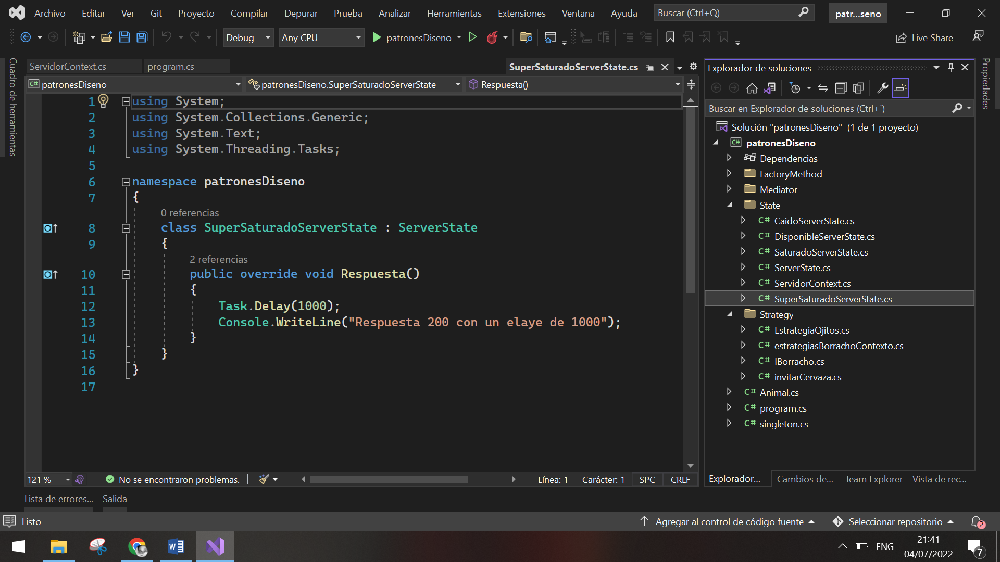 Archivo Editar Ver Git Proyecto Compilar Depurar Prueba Analizar Herramientas Extensiones Ventana Ayuda Buscar (Ctrl+Q) patr...seno
Debug Any CPU patronesDiseno Live Share
Cuadro de herramientas
ServidorContext.cs program.cs SuperSaturadoServerState.cs
patronesDiseno patronesDiseno.SuperSaturadoServerState Respuesta()
1 using System;
2 using System.Collections.Generic;
3 using System.Text;
4 using System.Threading.Tasks;
5
6 namespace patronesDiseno
7 {
0 referencias
8 class SuperSaturadoServerState : ServerState
9 {
2 referencias
10 public override void Respuesta()
11 {
12 Task.Delay(1000);
13 Console.WriteLine("Respuesta 200 con un elaye de 1000");
14 }
15 }
16 }
17
121 % No se encontraron problemas. Línea: 1 Carácter: 1 SPC CRLF
Explorador de soluciones
Buscar en Explorador de soluciones (Ctrl+`)
Solución "patronesDiseno" (1 de 1 proyecto)
C# patronesDiseno
Dependencias
FactoryMethod
Mediator
State
C# CaidoServerState.cs
C# DisponibleServerState.cs
C# SaturadoServerState.cs
C# ServerState.cs
C# ServidorContext.cs
C# SuperSaturadoServerState.cs
Strategy
C# EstrategiaOjitos.cs
C# estrategiasBorrachoContexto.cs
C# IBorracho.cs
C# invitarCervaza.cs
C# Animal.cs
C# program.cs
C# singleton.cs
Explorador... Cambios de... Team Explorer Vista de rec...
Propiedades
Lista de errores... Salida
Listo Agregar al control de código fuente Seleccionar repositorio 2
ENG 21:41
04/07/2022 7